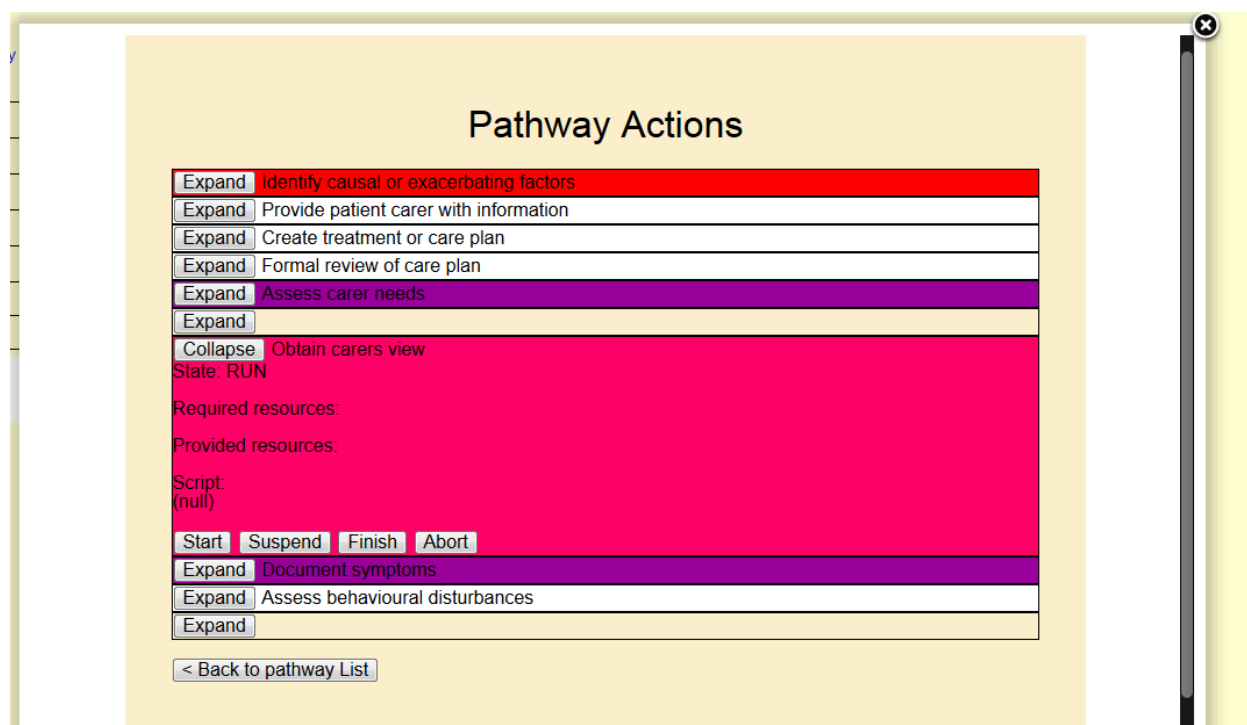 y
Pathway Actions
Expand Identify causal or exacerbating factors
Expand Provide patient carer with information
Expand Create treatment or care plan
Expand Formal review of care plan
Expand Assess carer needs
Expand
Collapse Obtain carers view
State: RUN
Required resources:
Provided resources:
Script:
(null)
Start Suspend Finish Abort
Expand Document symptoms
Expand Assess behavioural disturbances
Expand
< Back to pathway List